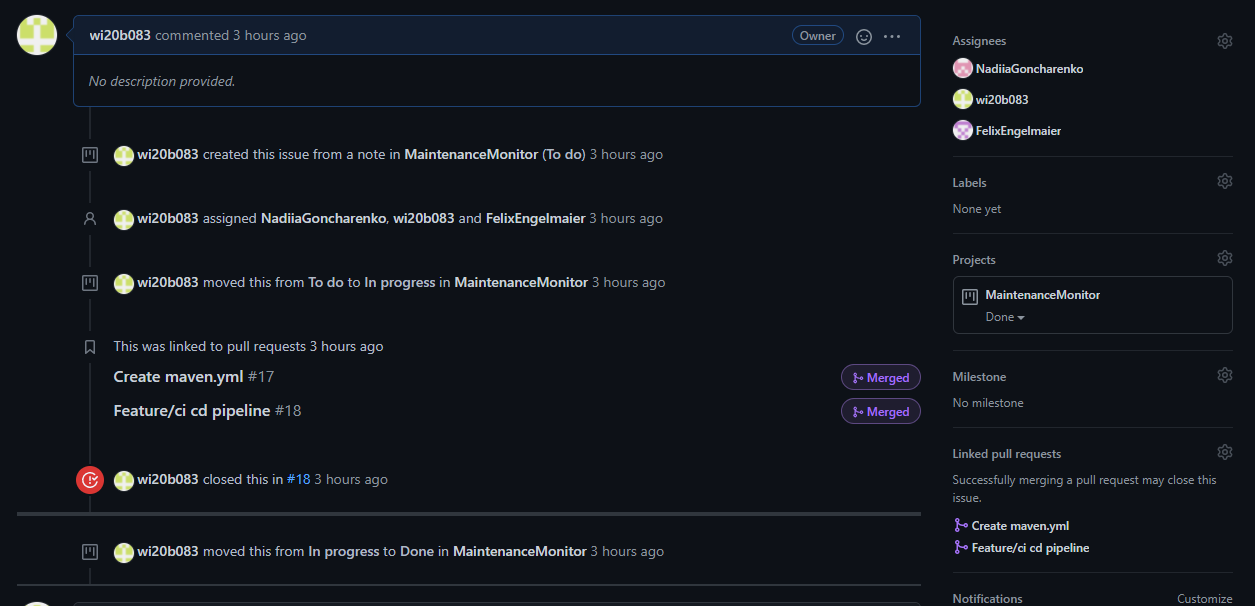 wi20b083 commented 3 hours ago
Owner
No description provided.
wi20b083 created this issue from a note in MaintenanceMonitor (To do) 3 hours ago
wi20b083 assigned NadiiaGoncharenko, wi20b083 and FelixEngelmaier 3 hours ago
wi20b083 moved this from To do to In progress in MaintenanceMonitor 3 hours ago
This was linked to pull requests 3 hours ago
Create maven.yml #17
Merged
Feature/ci cd pipeline #18
Merged
wi20b083 closed this in #18 3 hours ago
wi20b083 moved this from In progress to Done in MaintenanceMonitor 3 hours ago
Assignees
NadiiaGoncharenko
wi20b083
FelixEngelmaier
Labels
None yet
Projects
MaintenanceMonitor
Done
Milestone
No milestone
Linked pull requests
Successfully merging a pull request may close this
issue.
Create maven.yml
Feature/ci cd pipeline
Notifications
Customize